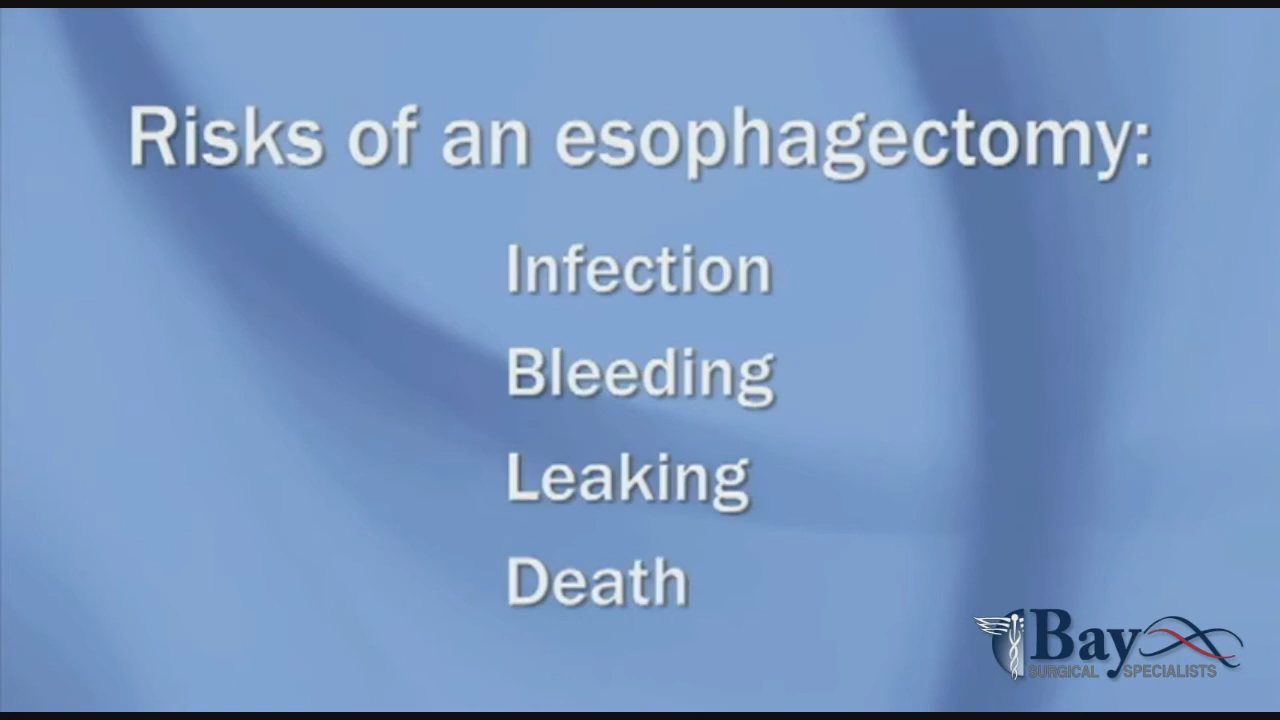 Risks of an esophagectomy:
Infection
Bleeding
Leaking
Death
Bay
SURGICAL SPECIALISTS